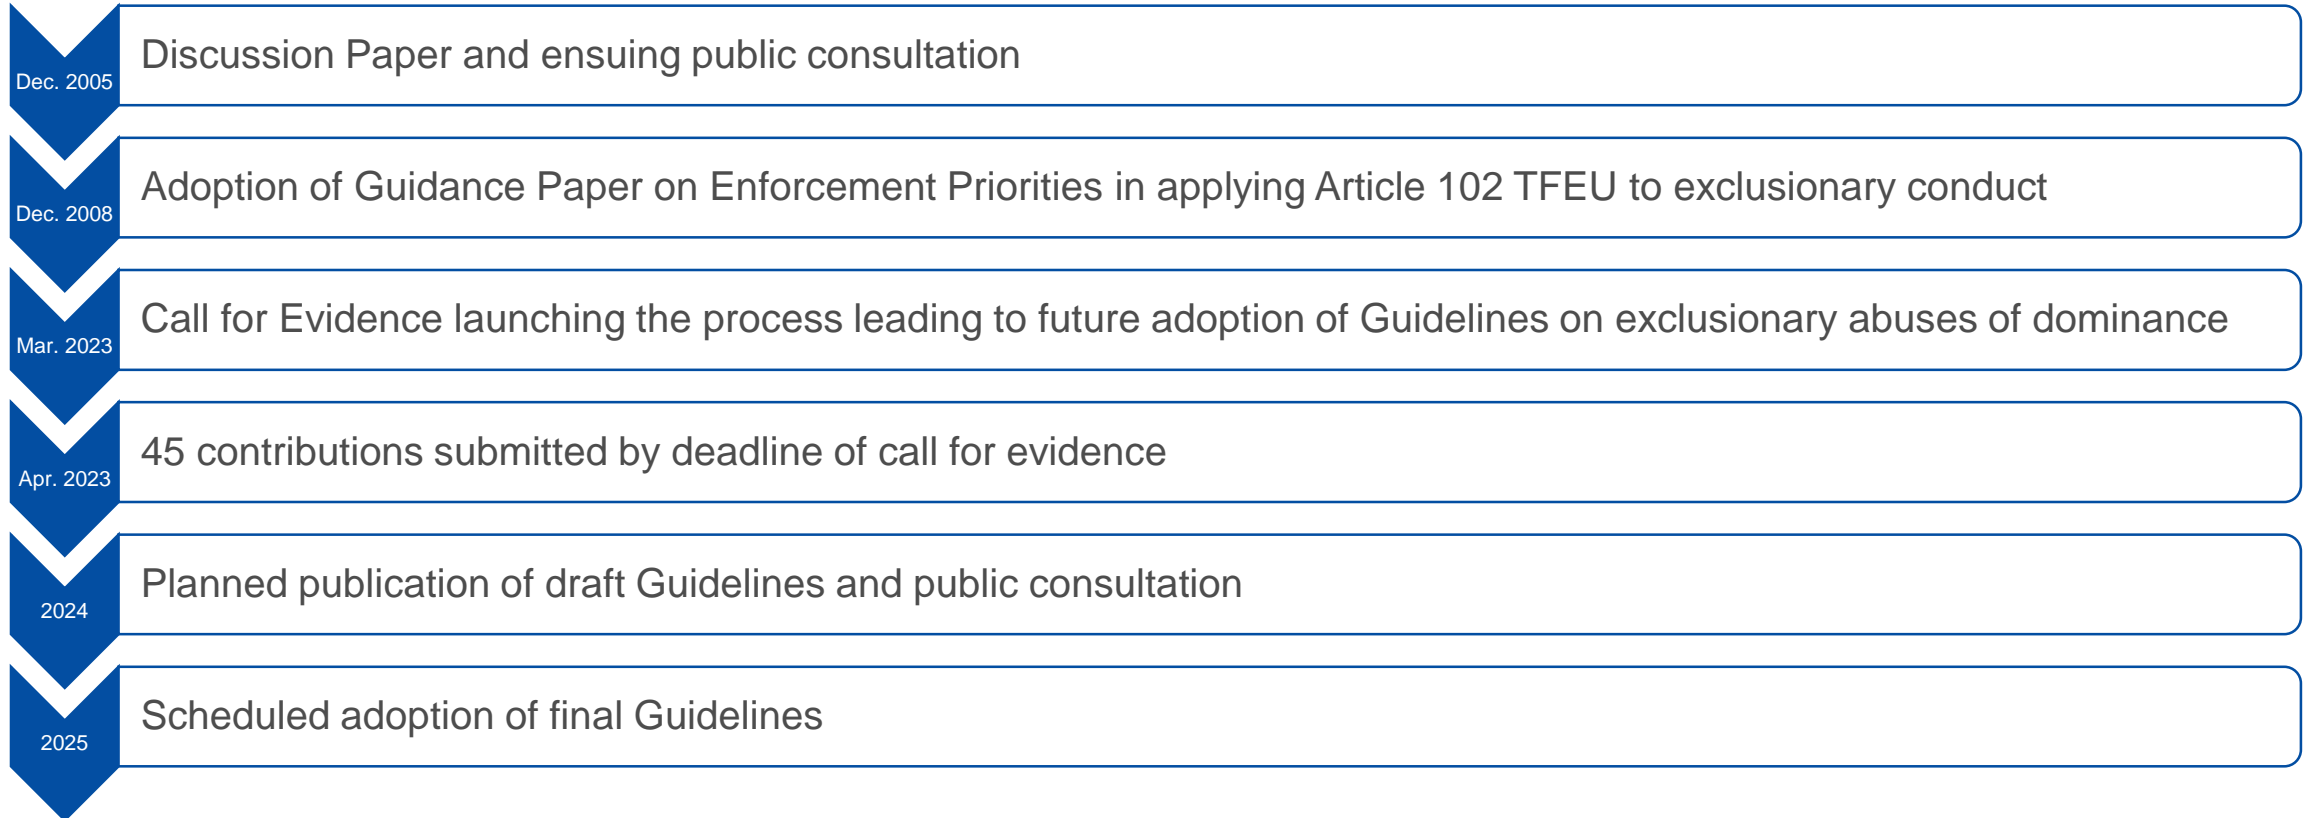 Dec. 2005
Discussion Paper and ensuing public consultation
Dec. 2008
Adoption of Guidance Paper on Enforcement Priorities in applying Article 102 TFEU to exclusionary conduct
Mar. 2023
Call for Evidence launching the process leading to future adoption of Guidelines on exclusionary abuses of dominance
Apr. 2023
45 contributions submitted by deadline of call for evidence
2024
Planned publication of draft Guidelines and public consultation
2025
Scheduled adoption of final Guidelines